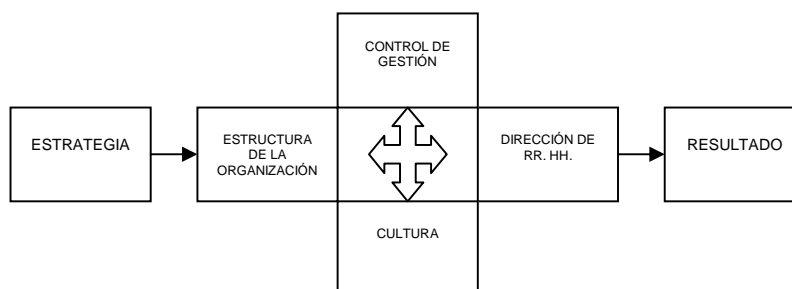 CONTROL DE
GESTIÓN
ESTRATEGIA
ESTRUCTURA
DE LA
ORGANIZACIÓN
DIRECCIÓN DE
RR. HH.
RESULTADO
CULTURA